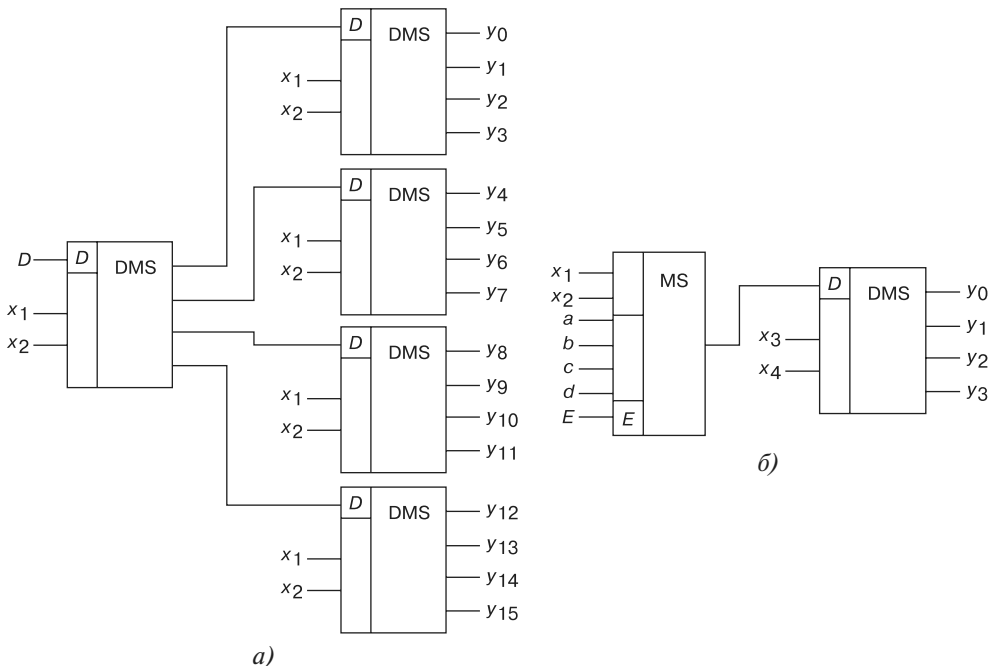 D DMS y0
y1
x1
y2
x2
y3
D DMS y4
y5
x1
y6
x2
y7
D D DMS
x1
x2
D DMS y8
y9
x1
y10
x2
y11
D DMS y12
y13
x1
y14
x2
y15
а)
x1 MS
x2
a
b
c
d
E E
D DMS y0
y1
x3
y2
x4
y3
б)